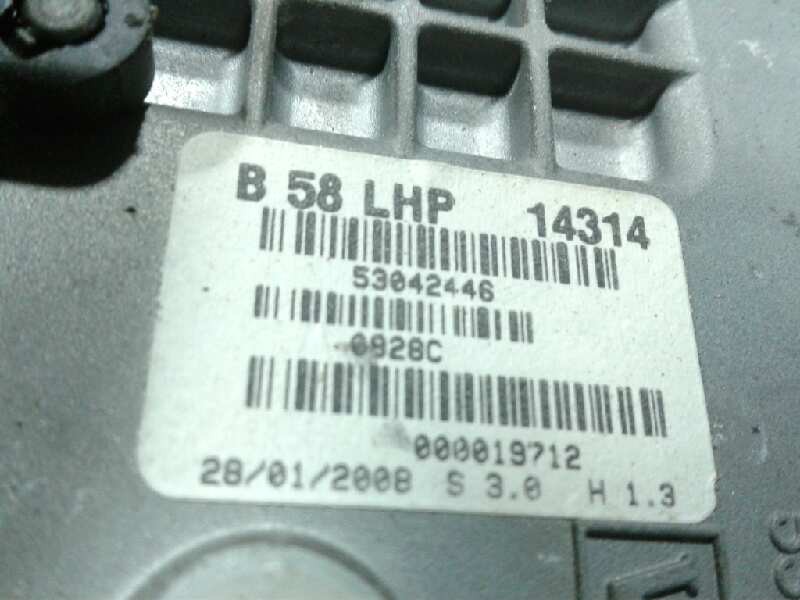 B 58 LHP 14314
53042446
0928C
000019712
28/01/2008 S 3.0 H 1.3